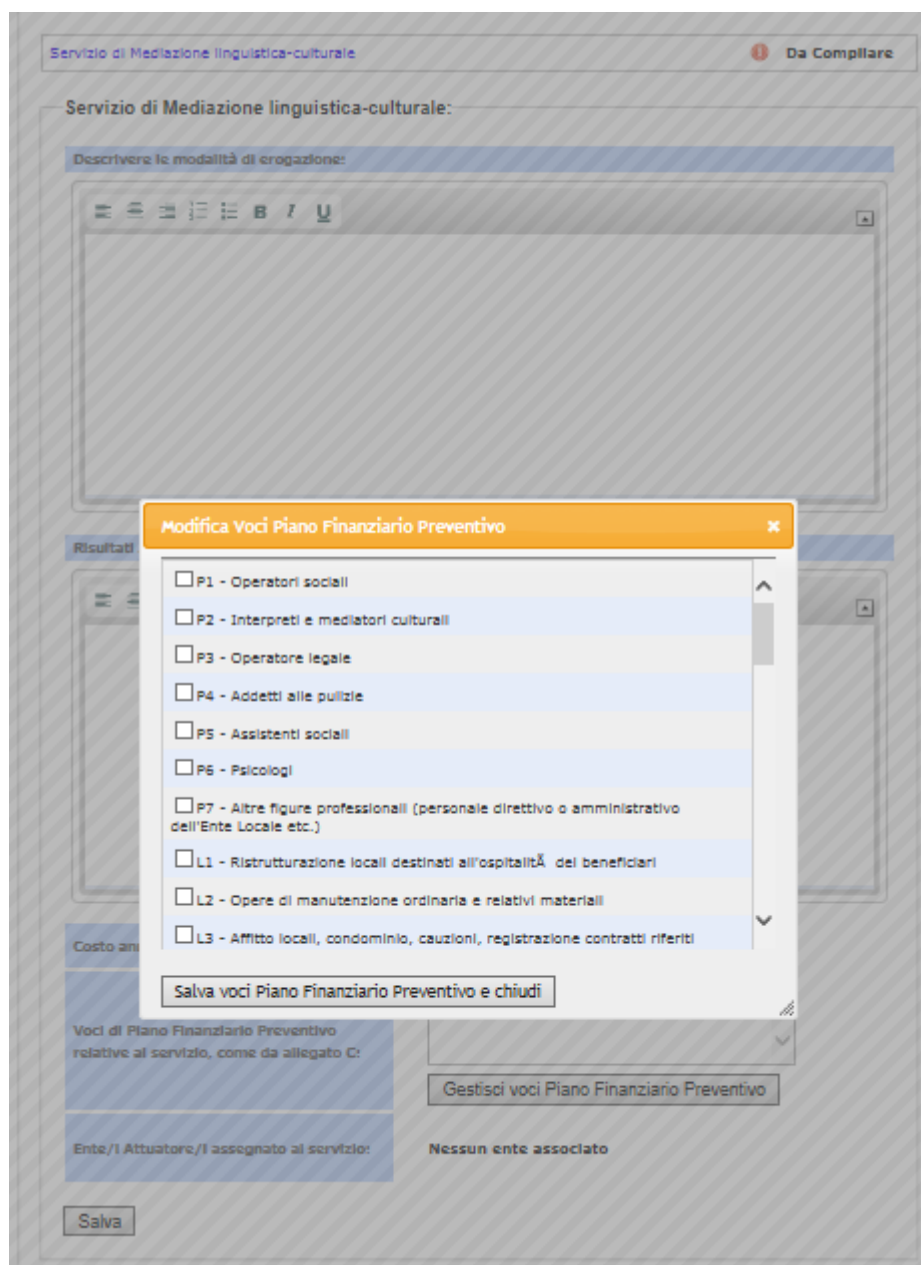 Servizio di Mediazione linguistica-culturale
Da Compilare
Servizio di Mediazione linguistica-culturale:
Descrivere le modalità di erogazione:
B I U
Modifica Voci Piano Finanziario Preventivo
Risultati
P1 - Operatori sociali
P2 - Interpreti e mediatori culturali
P3 - Operatore legale
P4 - Addetti alle pulizie
P5 - Assistenti sociali
P6 - Psicologi
P7 - Altre figure professionali (personale direttivo o amministrativo
dell'Ente Locale etc.)
L1 - Ristrutturazione locali destinati all'ospitalitÃ dei beneficiari
L2 - Opere di manutenzione ordinaria e relativi materiali
L3 - Affitto locali, condominio, cauzioni, registrazione contratti riferiti
Costo
Salva voci Piano Finanziario Preventivo e chiudi
Voci di Piano Finanziario Preventivo
relative al servizio, come da allegato C:
Gestisci voci Piano Finanziario Preventivo
Ente/i Attuatore/i assegnato al servizio:
Nessun ente associato
Salva